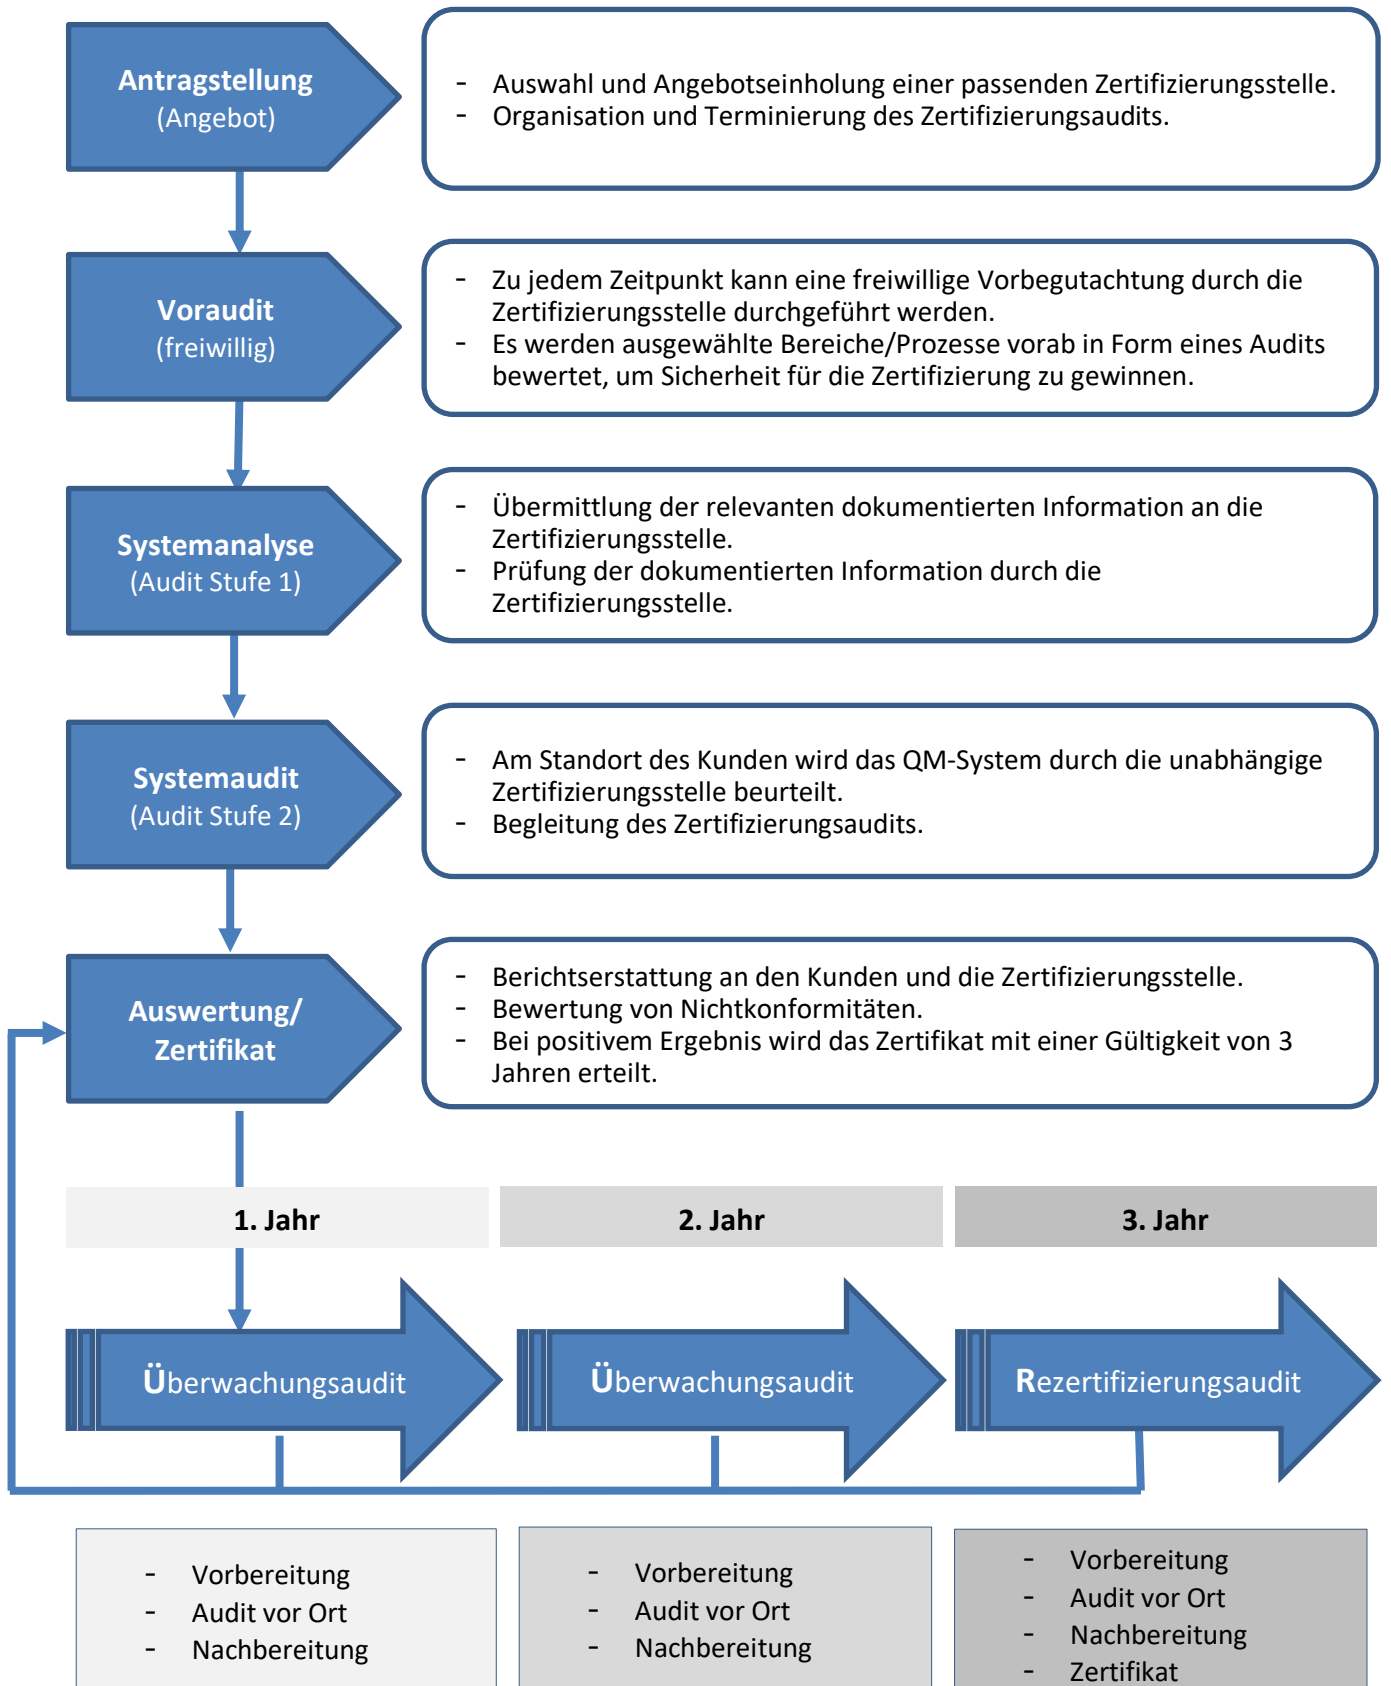 Antragstellung
(Angebot)
- Auswahl und Angebotseinholung einer passenden Zertifizierungsstelle.
- Organisation und Terminierung des Zertifizierungsaudits.
Voraudit
(freiwillig)
- Zu jedem Zeitpunkt kann eine freiwillige Vorbegutachtung durch die
Zertifizierungsstelle durchgeführt werden.
- Es werden ausgewählte Bereiche/Prozesse vorab in Form eines Audits
bewertet, um Sicherheit für die Zertifizierung zu gewinnen.
Systemanalyse
(Audit Stufe 1)
- Übermittlung der relevanten dokumentierten Information an die
Zertifizierungsstelle.
- Prüfung der dokumentierten Information durch die
Zertifizierungsstelle.
Systemaudit
(Audit Stufe 2)
- Am Standort des Kunden wird das QM-System durch die unabhängige
Zertifizierungsstelle beurteilt.
- Begleitung des Zertifizierungsaudits.
Auswertung/
Zertifikat
- Berichtserstattung an den Kunden und die Zertifizierungsstelle.
- Bewertung von Nichtkonformitäten.
- Bei positivem Ergebnis wird das Zertifikat mit einer Gültigkeit von 3
Jahren erteilt.
1. Jahr
2. Jahr
3. Jahr
Überwachungsaudit
Überwachungsaudit
Rezertifizierungsaudit
- Vorbereitung
- Audit vor Ort
- Nachbereitung
- Vorbereitung
- Audit vor Ort
- Nachbereitung
- Vorbereitung
- Audit vor Ort
- Nachbereitung
- Zertifikat